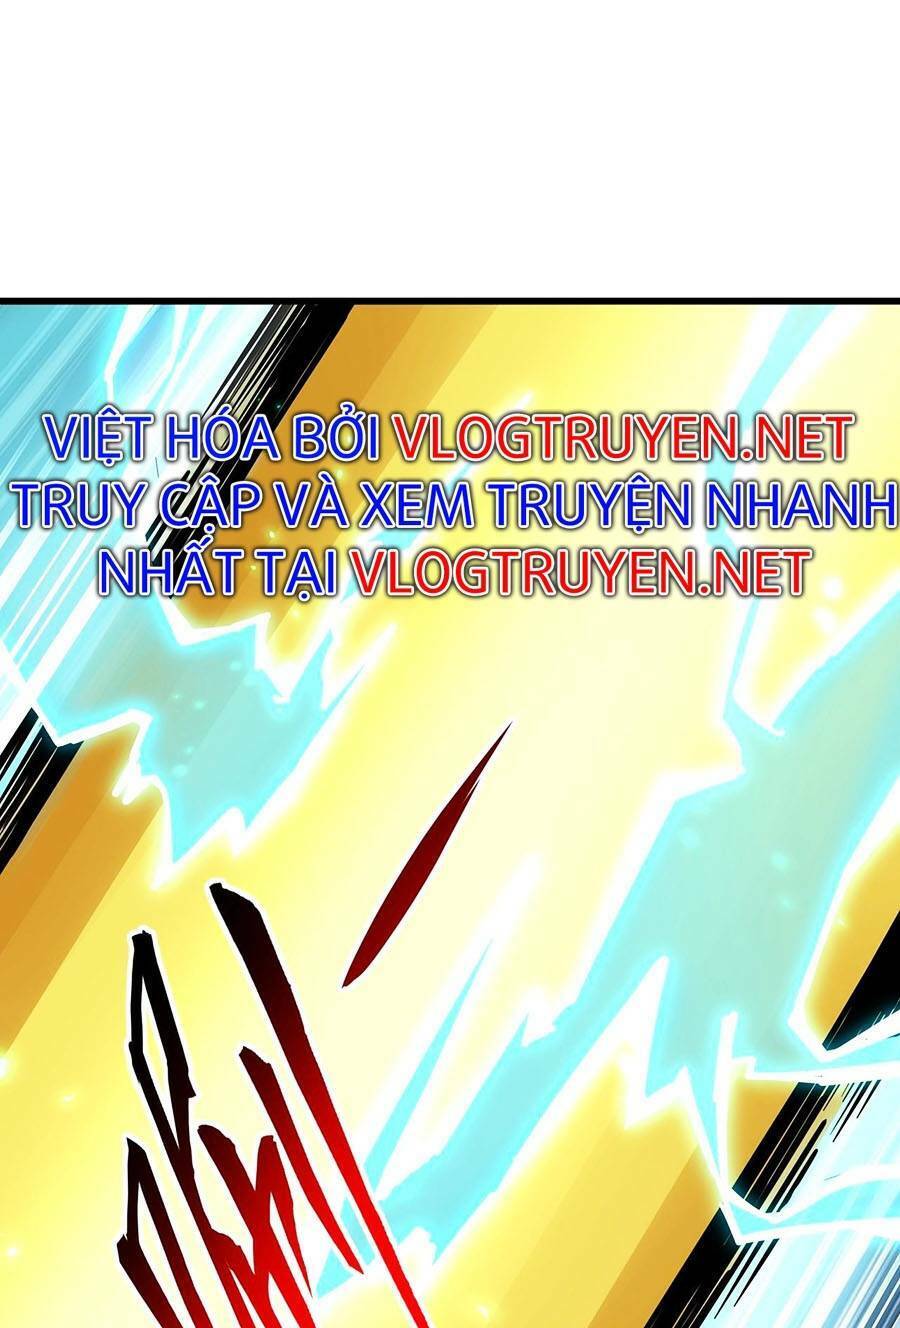 VIỆT HÓA BỞI VLOGTRUYEN.NET
TRUY CẬP VÀ XEM TRUYỆN NHANH
NHẤT TẠI VLOGTRUYEN.NET